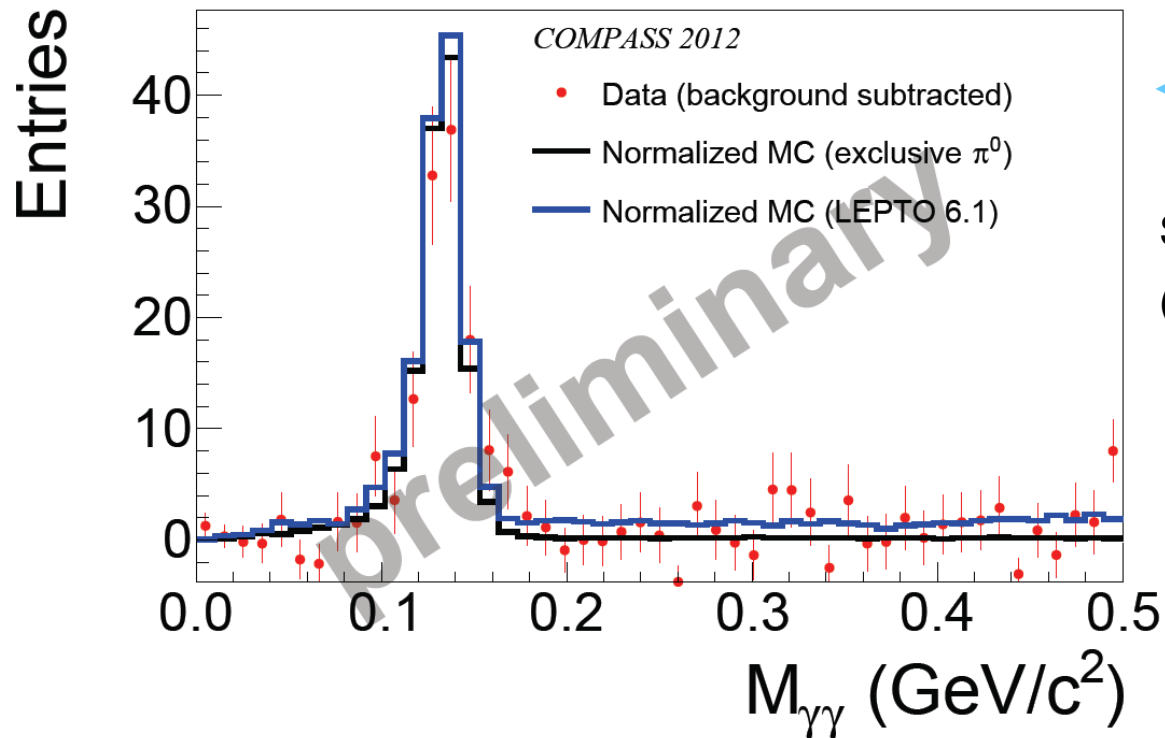 Entries
COMPASS 2012
Data (background subtracted)
Normalized MC (exclusive π⁰)
Normalized MC (LEPTO 6.1)
preliminary
40
30
20
10
0
0.0 0.1 0.2 0.3 0.4 0.5
M_γγ (GeV/c²)